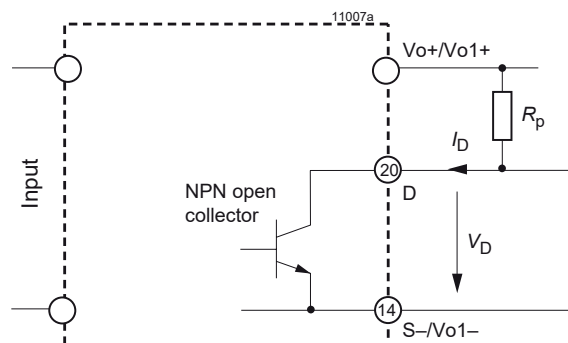 11007a
Vo+/Vo1+
Input
Rp
ID
20
D
NPN open
collector
VD
14
S–/Vo1–